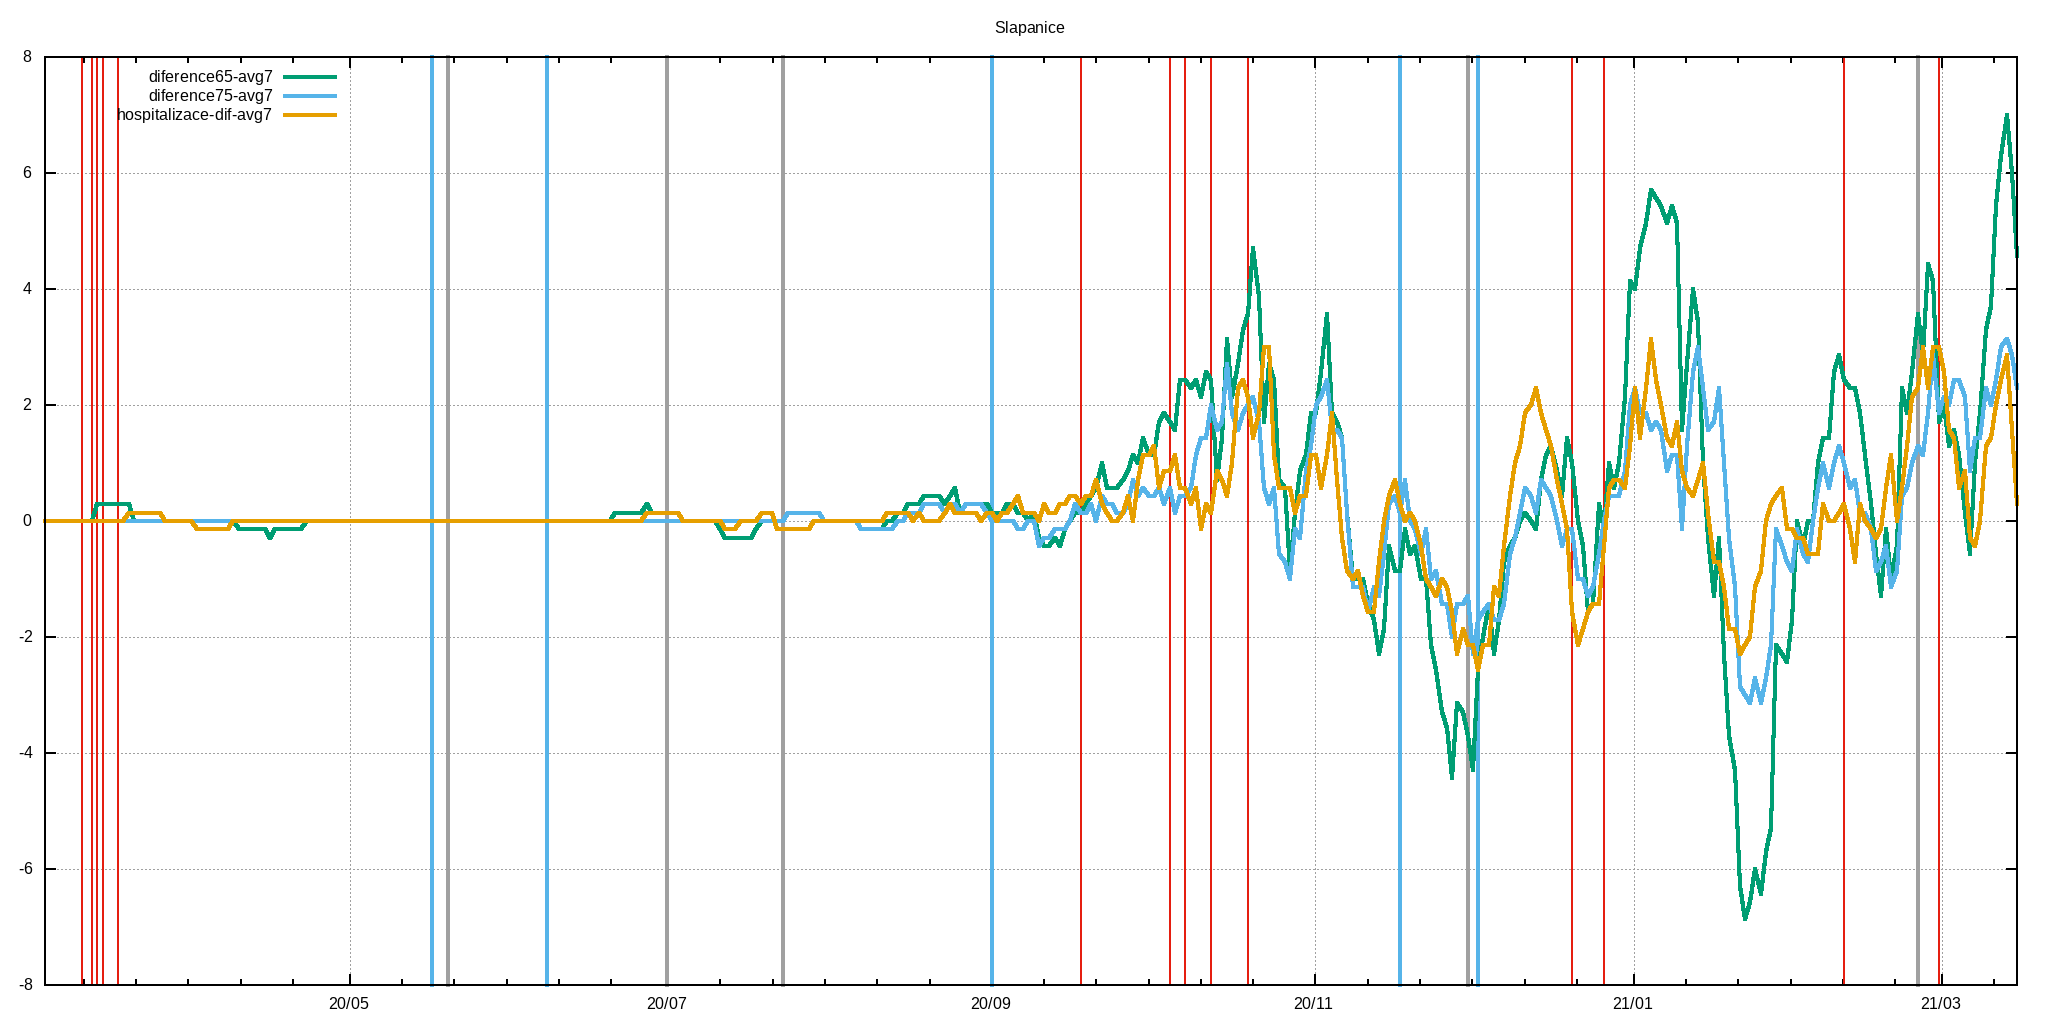 Slapanice
8
diference65-avg7
diference75-avg7
hospitalizace-dif-avg7
6
4
2
0
-2
-4
-6
-8
20/05 20/07 20/09 20/11 21/01 21/03